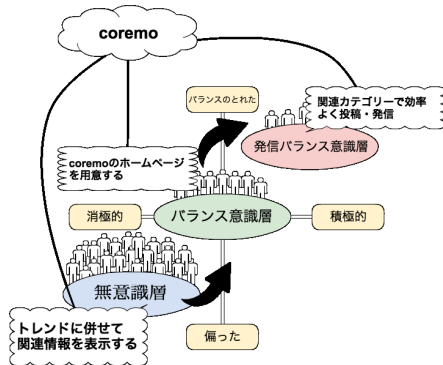 coremo
バランスのとれた
関連カテゴリーで効率
よく投稿・発信
発信バランス意識層
coremoのホームページ
を用意する
消極的
バランス意識層
積極的
無意識層
トレンドに併せて
関連情報を表示する
偏った